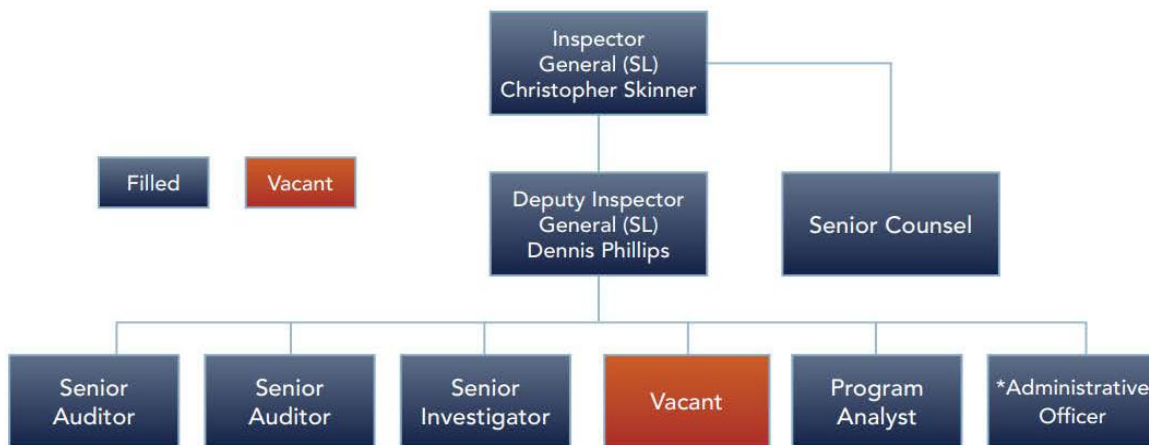 Inspector
General (SL)
Christopher Skinner
Filled
Vacant
Deputy Inspector
General (SL)
Dennis Phillips
Senior Counsel
Senior
Auditor
Senior
Auditor
Senior
Investigator
Vacant
Program
Analyst
*Administrative
Officer